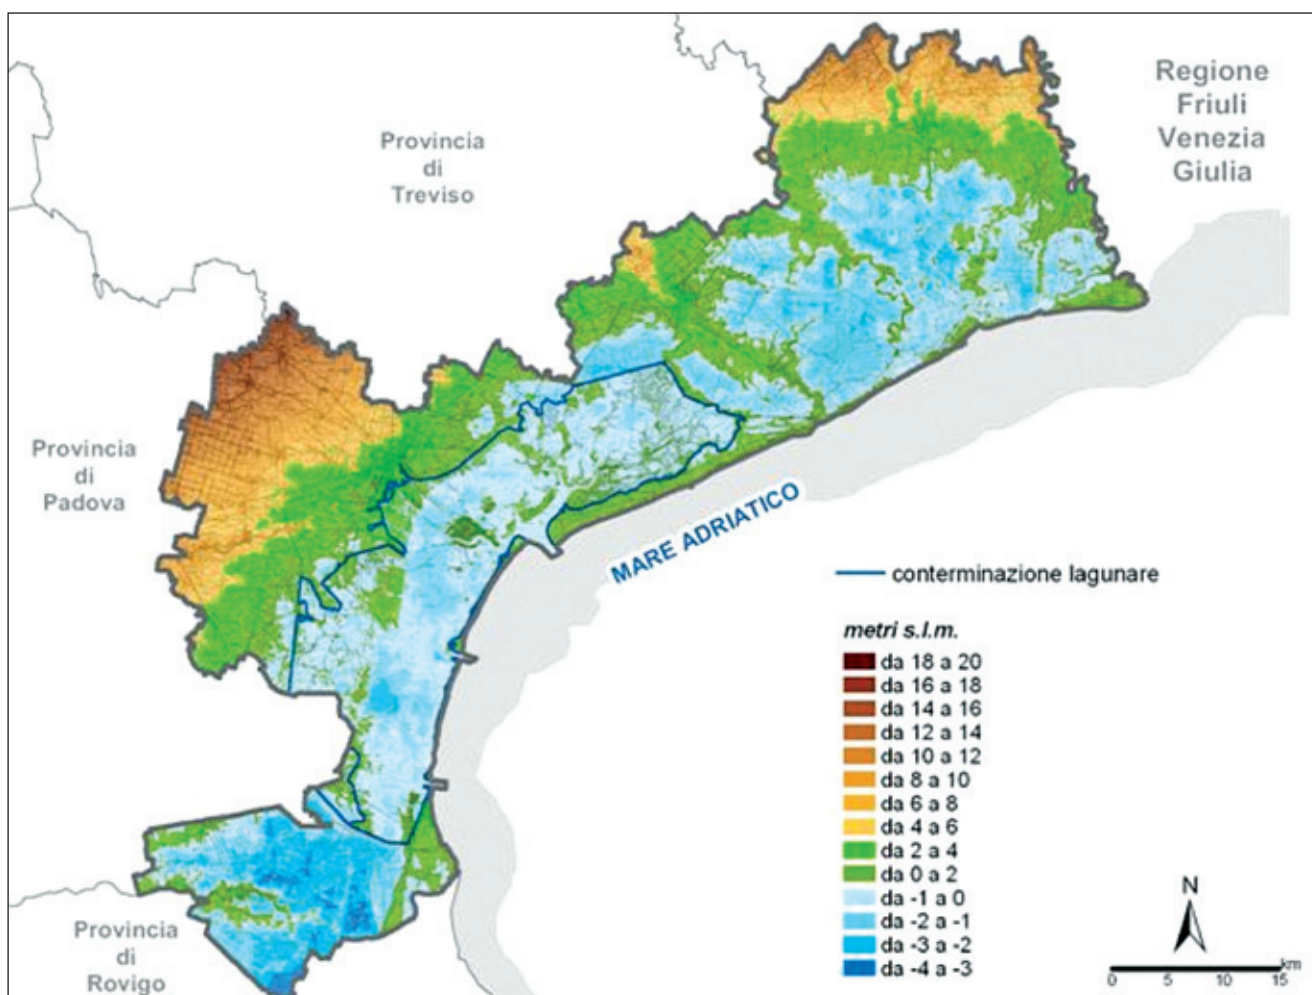 Regione
Friuli
Venezia
Giulia
Provincia
di
Treviso
Provincia
di
Padova
MARE ADRIATICO
conterminazione lagunare
metri s.l.m.
da 18 a 20
da 16 a 18
da 14 a 16
da 12 a 14
da 10 a 12
da 8 a 10
da 6 a 8
da 4 a 6
da 2 a 4
da 0 a 2
da -1 a 0
da -2 a -1
da -3 a -2
da -4 a -3
Provincia
di
Rovigo
N
km
0 5 10 15